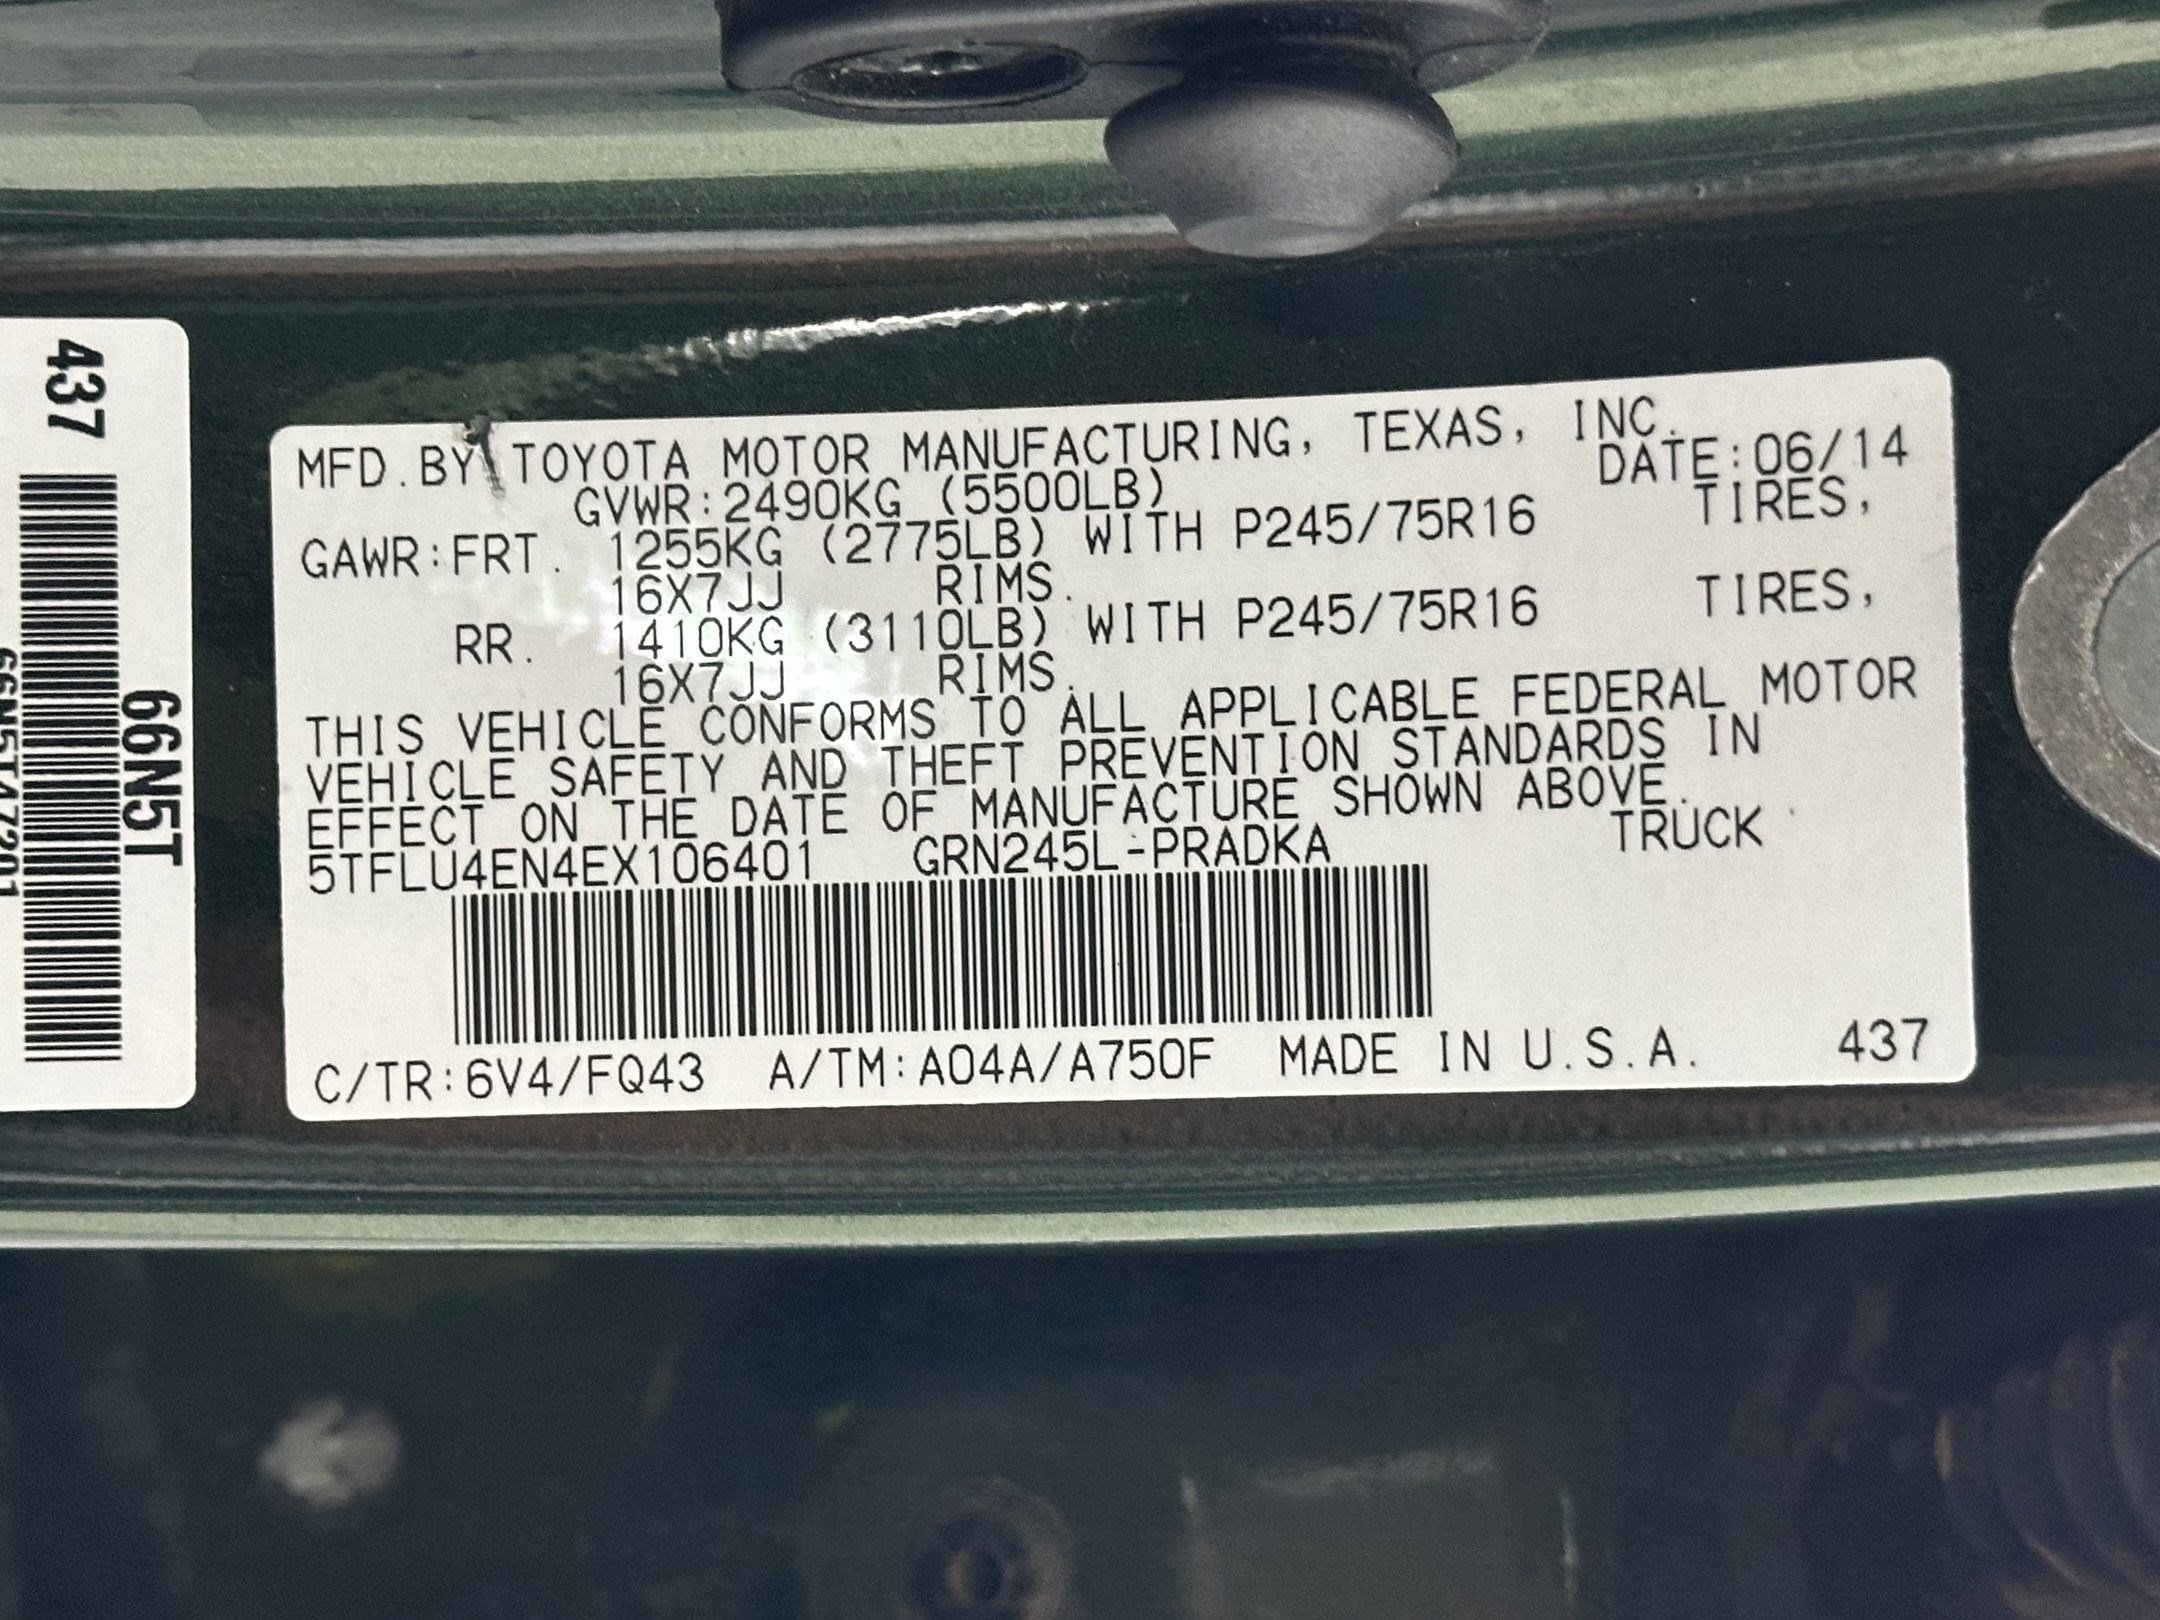 437
66N5T
66N5T47201
MFD.BY TOYOTA MOTOR MANUFACTURING, TEXAS, INC.
DATE:06/14
GVWR:2490KG (5500LB)
GAWR:FRT. 1255KG (2775LB) WITH P245/75R16 TIRES,
16X7JJ RIMS.
RR. 1410KG (3110LB) WITH P245/75R16 TIRES,
16X7JJ RIMS.
THIS VEHICLE CONFORMS TO ALL APPLICABLE FEDERAL MOTOR
VEHICLE SAFETY AND THEFT PREVENTION STANDARDS IN
EFFECT ON THE DATE OF MANUFACTURE SHOWN ABOVE.
5TFLU4EN4EX106401 GRN245L-PRADKA TRUCK
C/TR:6V4/FQ43 A/TM:A04A/A750F MADE IN U.S.A. 437